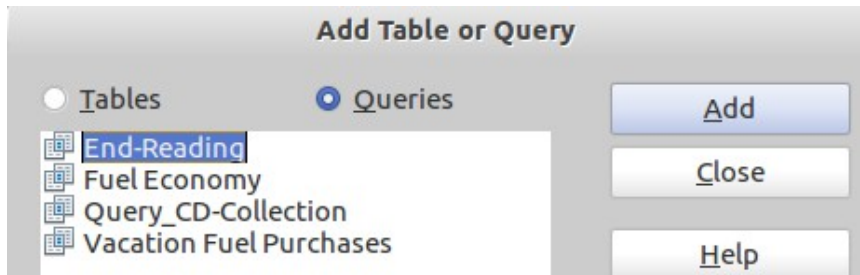 Add Table or Query
Tables Queries Add
End-Reading
Fuel Economy Close
Query_CD-Collection
Vacation Fuel Purchases Help